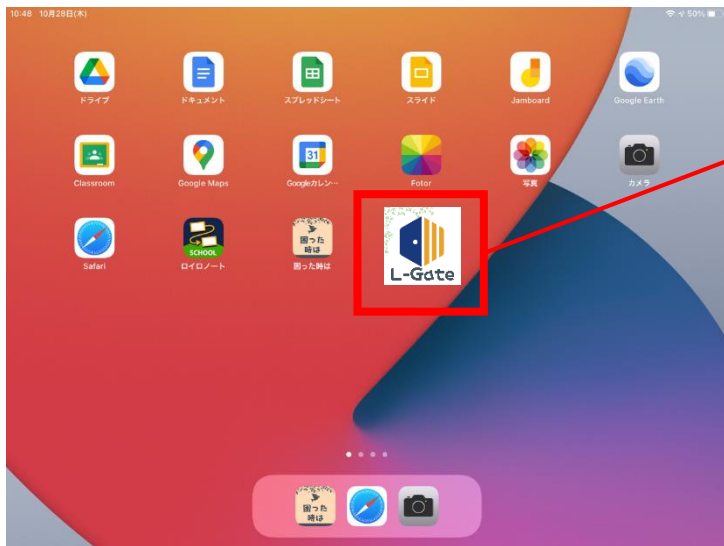 10:48 10月28日(木)
50%
ドライブ
ドキュメント
スプレッドシート
スライド
Jamboard
Google Earth
31
Classroom
Google Maps
Googleカレン…
Fotor
写真
カメラ
SCHOOL
困った
時は
L-Gate
Safari
ロイロノート
困った時は
困った
時は